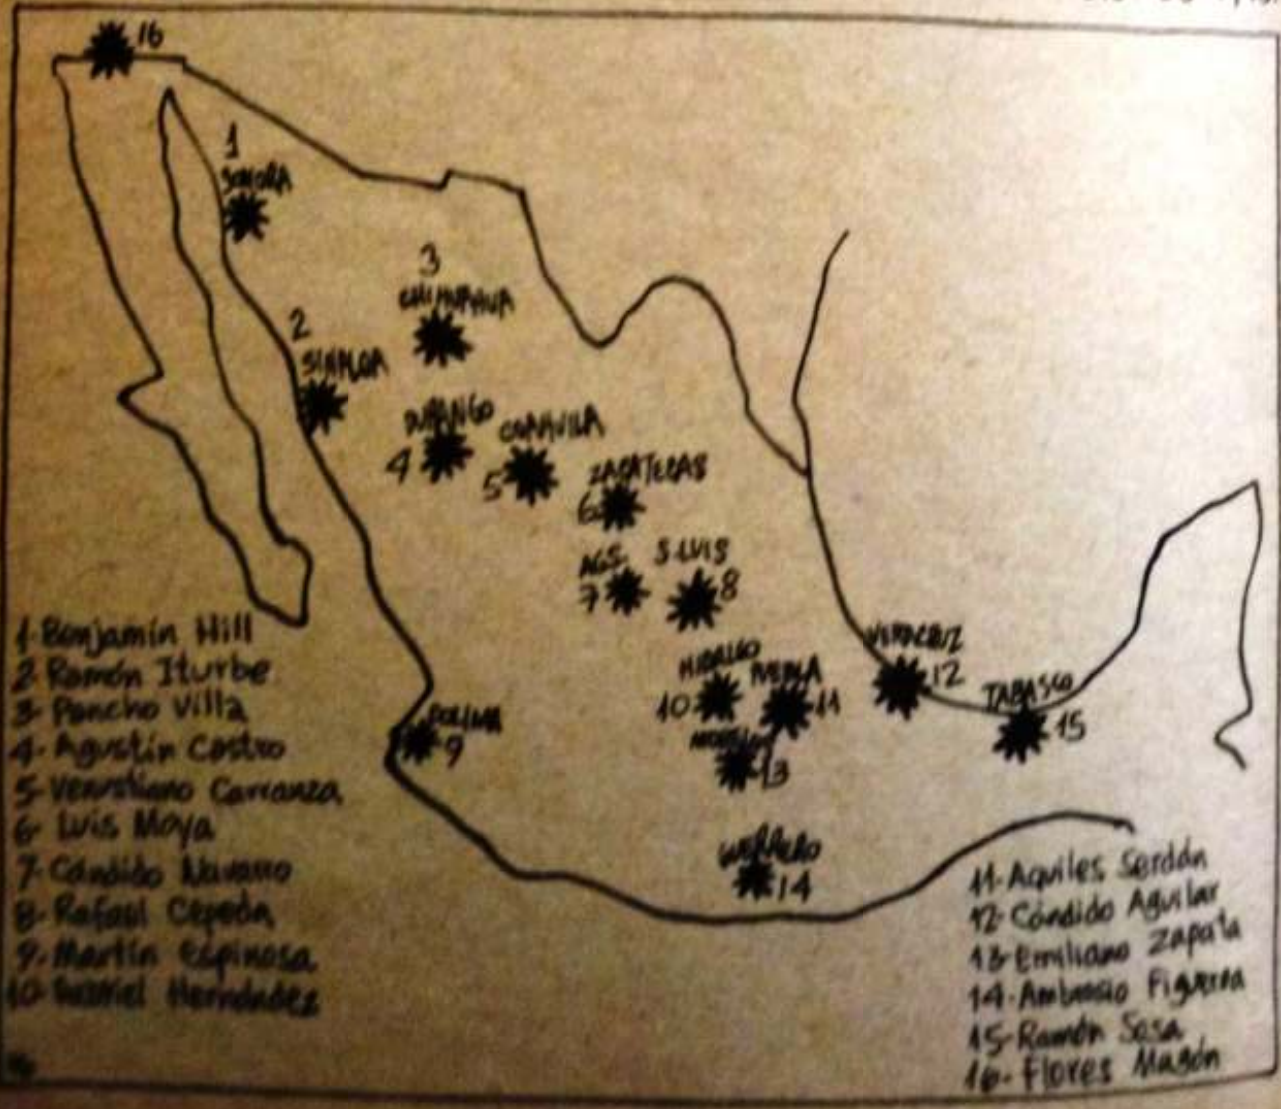 16
1
SONORA
3
CHIHUAHUA
2
SINALOA
DURANGO
4
COAHUILA
5
ZACATECAS
6
AGS.
7
S. LUIS
8
VERACRUZ
12
HIDALGO
10
PUEBLA
11
TABASCO
15
COLIMA
9
MORELOS
13
GUERRERO
14
1-Benjamín Hill
2-Ramón Iturbe
3-Pancho Villa
4-Agustín Castro
5-Venustiano Carranza
6-Luis Moya
7-Cándido Navarro
8-Rafael Cepeda
9-Martín Espinosa
10-Gabriel Hernández
11-Aquiles Serdán
12-Cándido Aguilar
13-Emiliano Zapata
14-Ambrosio Figueroa
15-Ramón Sosa
16-Flores Magón